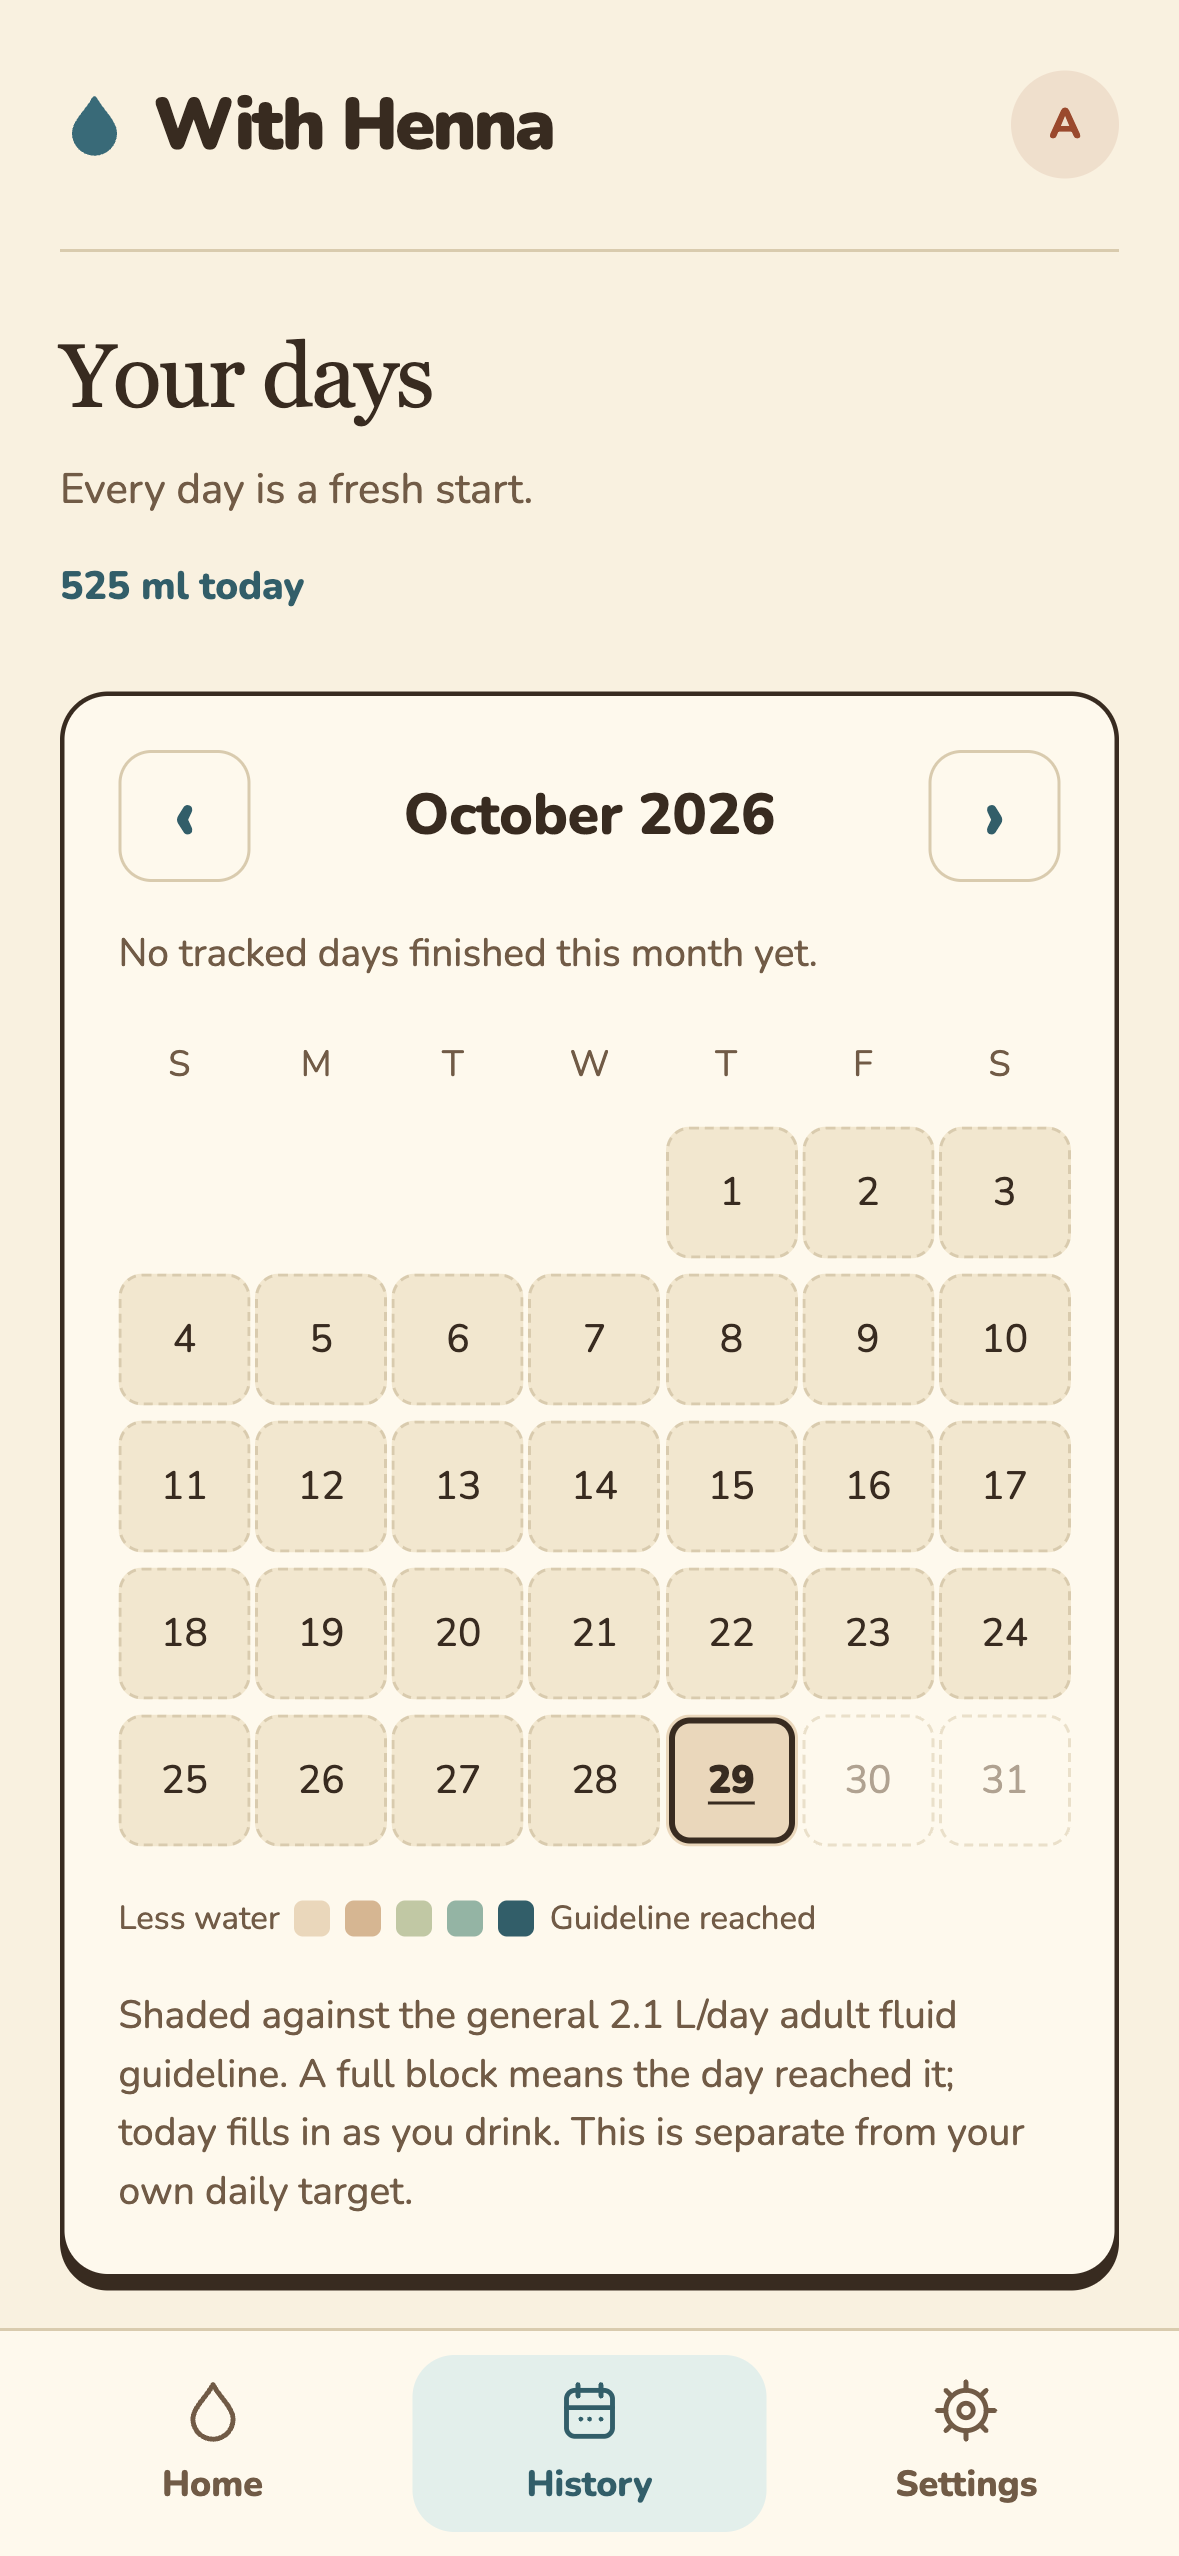 With Henna
A
Your days
Every day is a fresh start.
525 ml today
‹ October 2026 ›
No tracked days finished this month yet.
S M T W T F S
1 2 3
4 5 6 7 8 9 10
11 12 13 14 15 16 17
18 19 20 21 22 23 24
25 26 27 28 29 30 31
Less water Guideline reached
Shaded against the general 2.1 L/day adult fluid
guideline. A full block means the day reached it;
today fills in as you drink. This is separate from your
own daily target.
Home History Settings